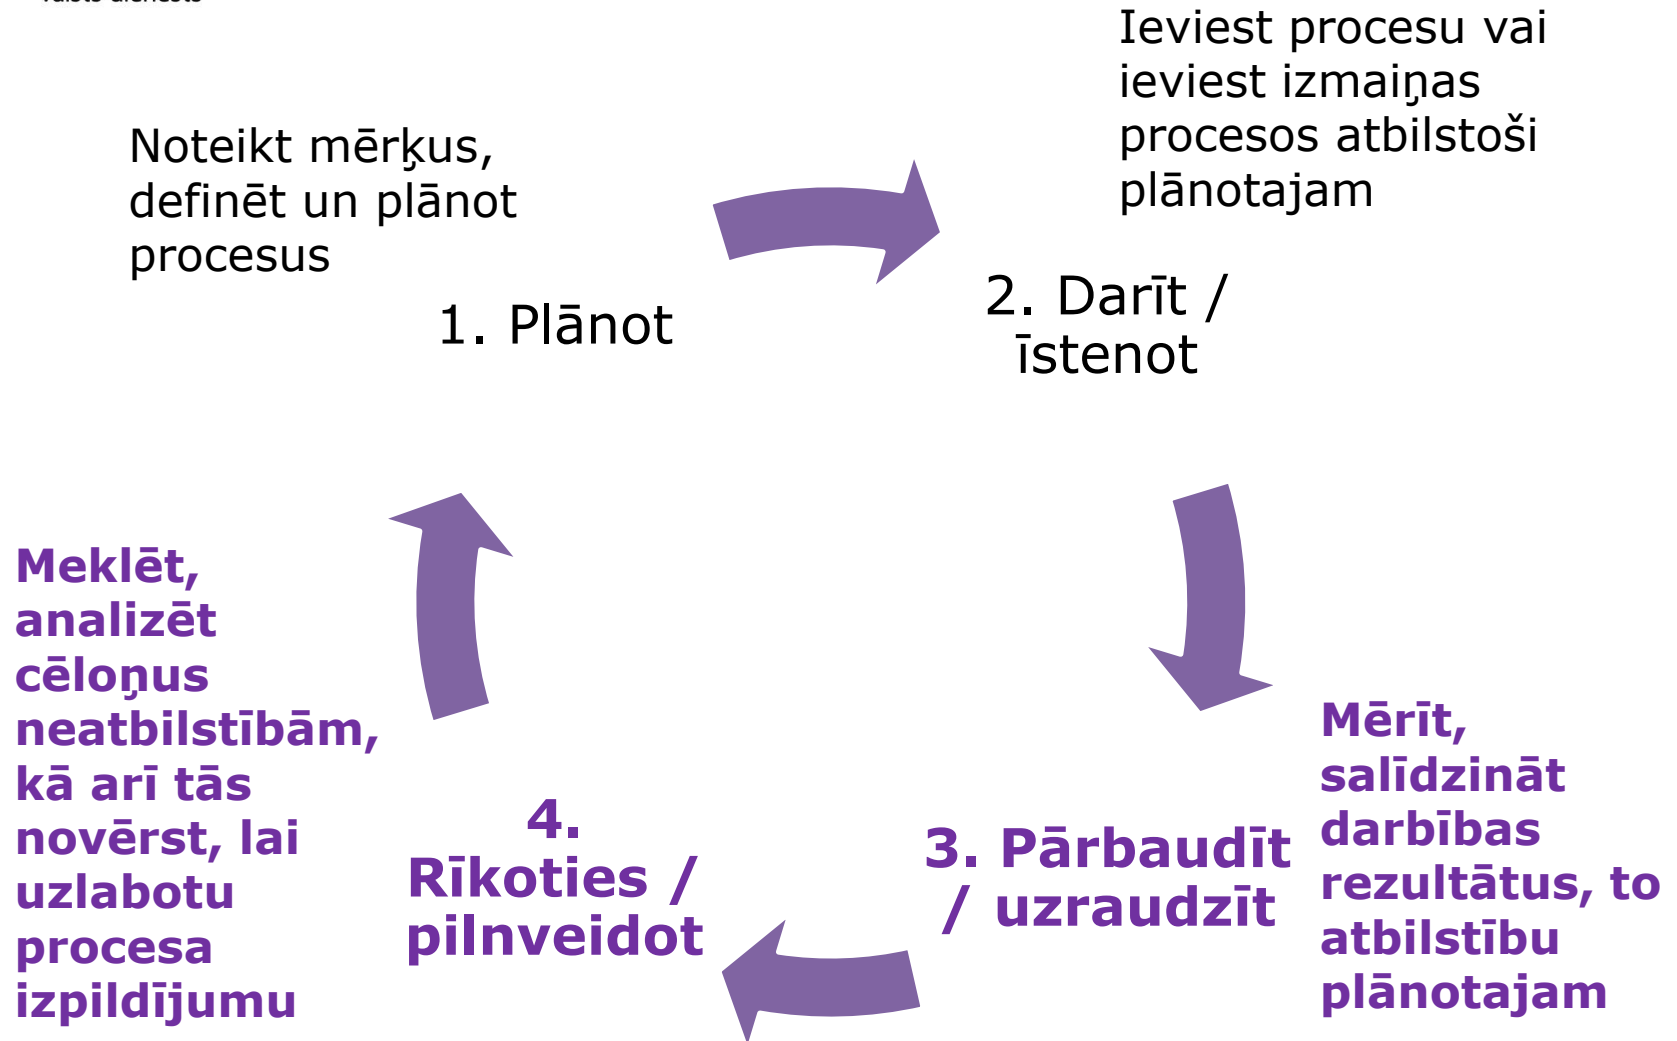 Noteikt mērķus,
definēt un plānot
procesus
1. Plānot
Ieviest procesu vai
ieviest izmaiņas
procesos atbilstoši
plānotajam
2. Darīt /
īstenot
Mērīt,
salīdzināt
darbības
rezultātus, to
atbilstību
plānotajam
3. Pārbaudīt
/ uzraudzīt
4.
Rīkoties /
pilnveidot
Meklēt,
analizēt
cēloņus
neatbilstībām,
kā arī tās
novērst, lai
uzlabotu
procesa
izpildījumu